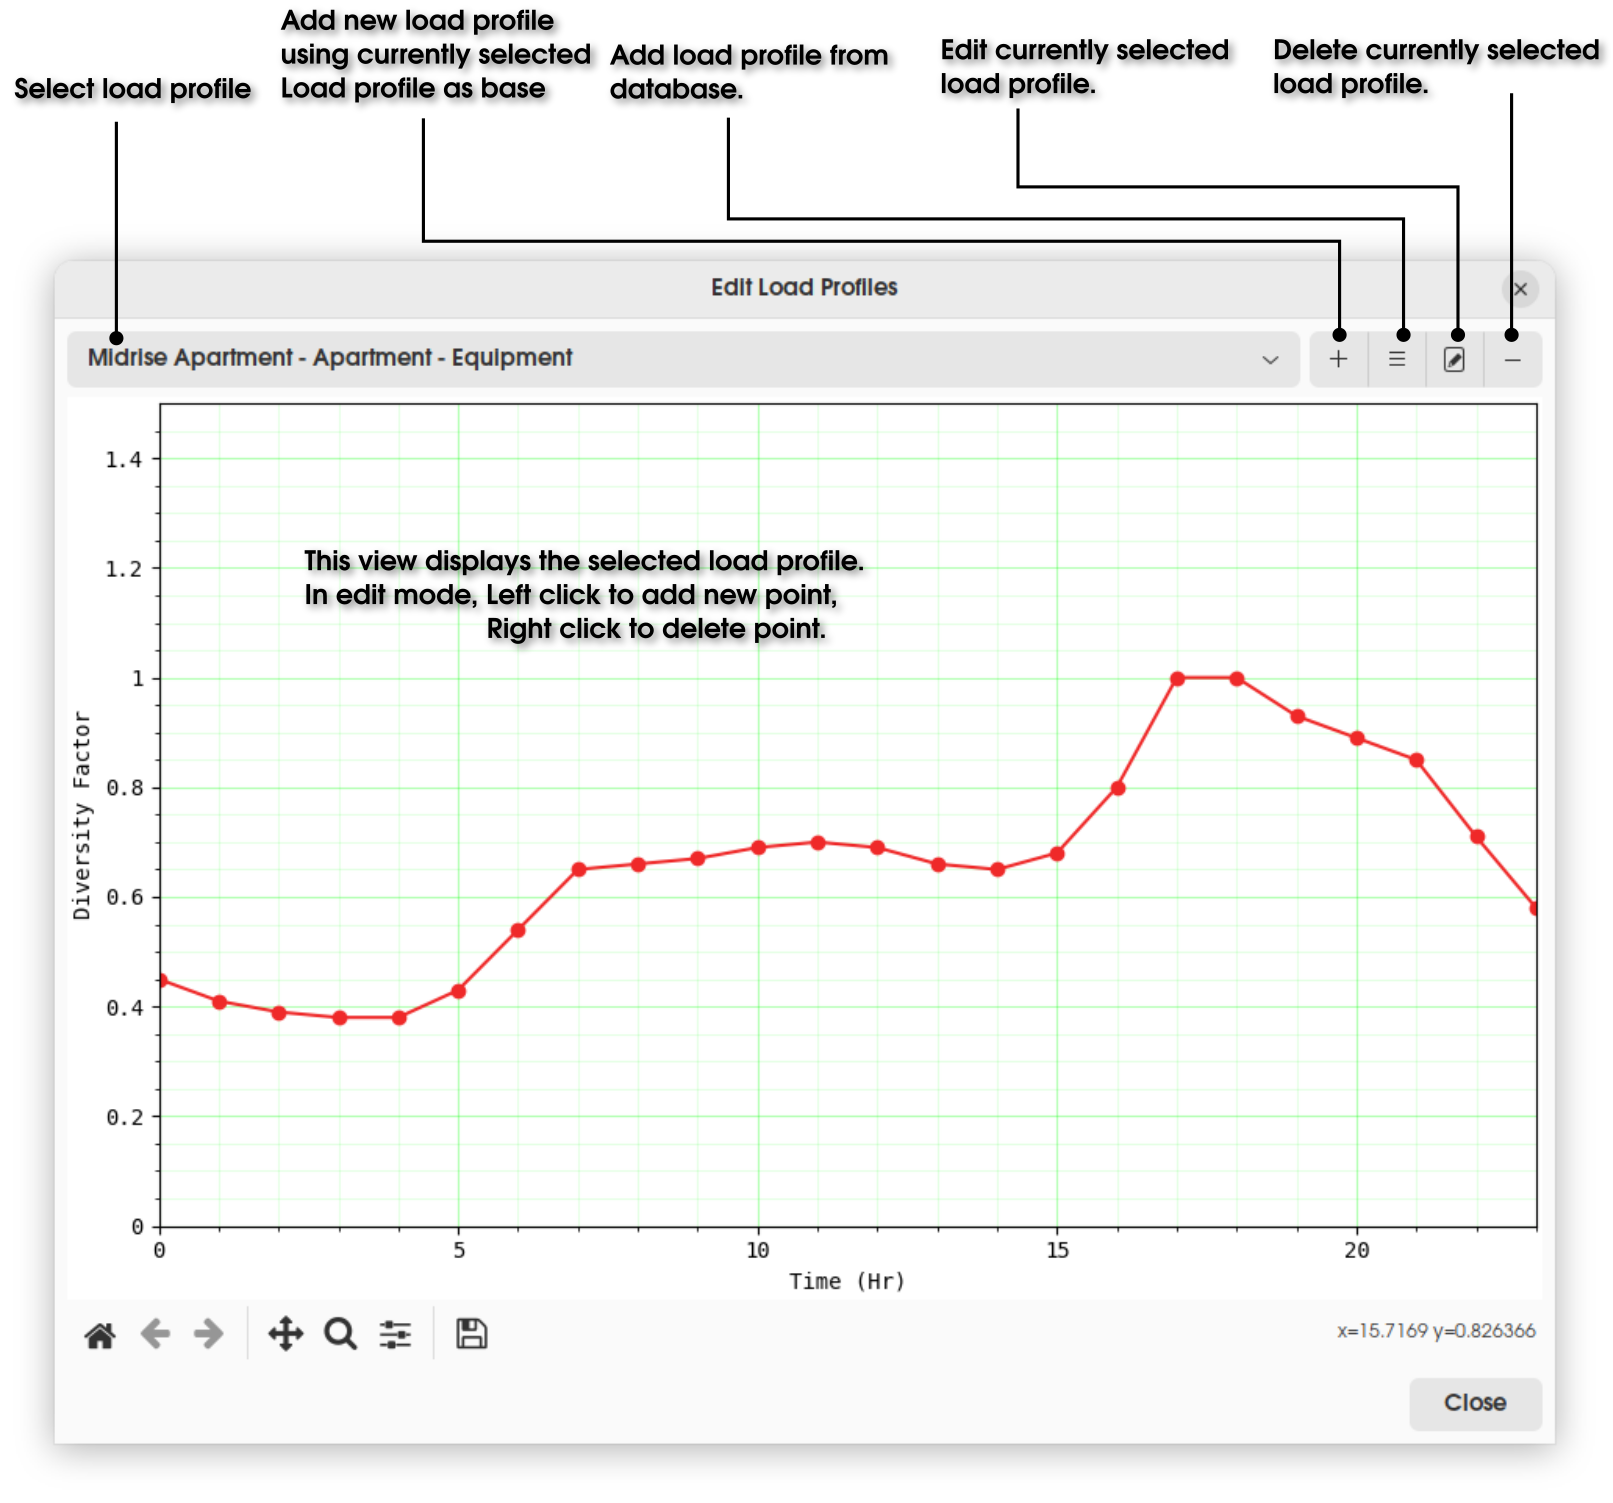 Add new load profile
using currently selected
Load profile as base
Select load profile
Add load profile from
database.
Edit currently selected
load profile.
Delete currently selected
load profile.
Edit Load Profiles
Midrise Apartment - Apartment - Equipment
This view displays the selected load profile.
In edit mode, Left click to add new point,
Right click to delete point.
Diversity Factor
1.4
1.2
1
0.8
0.6
0.4
0.2
0
0 5 10 15 20
Time (Hr)
x=15.7169 y=0.826366
Close